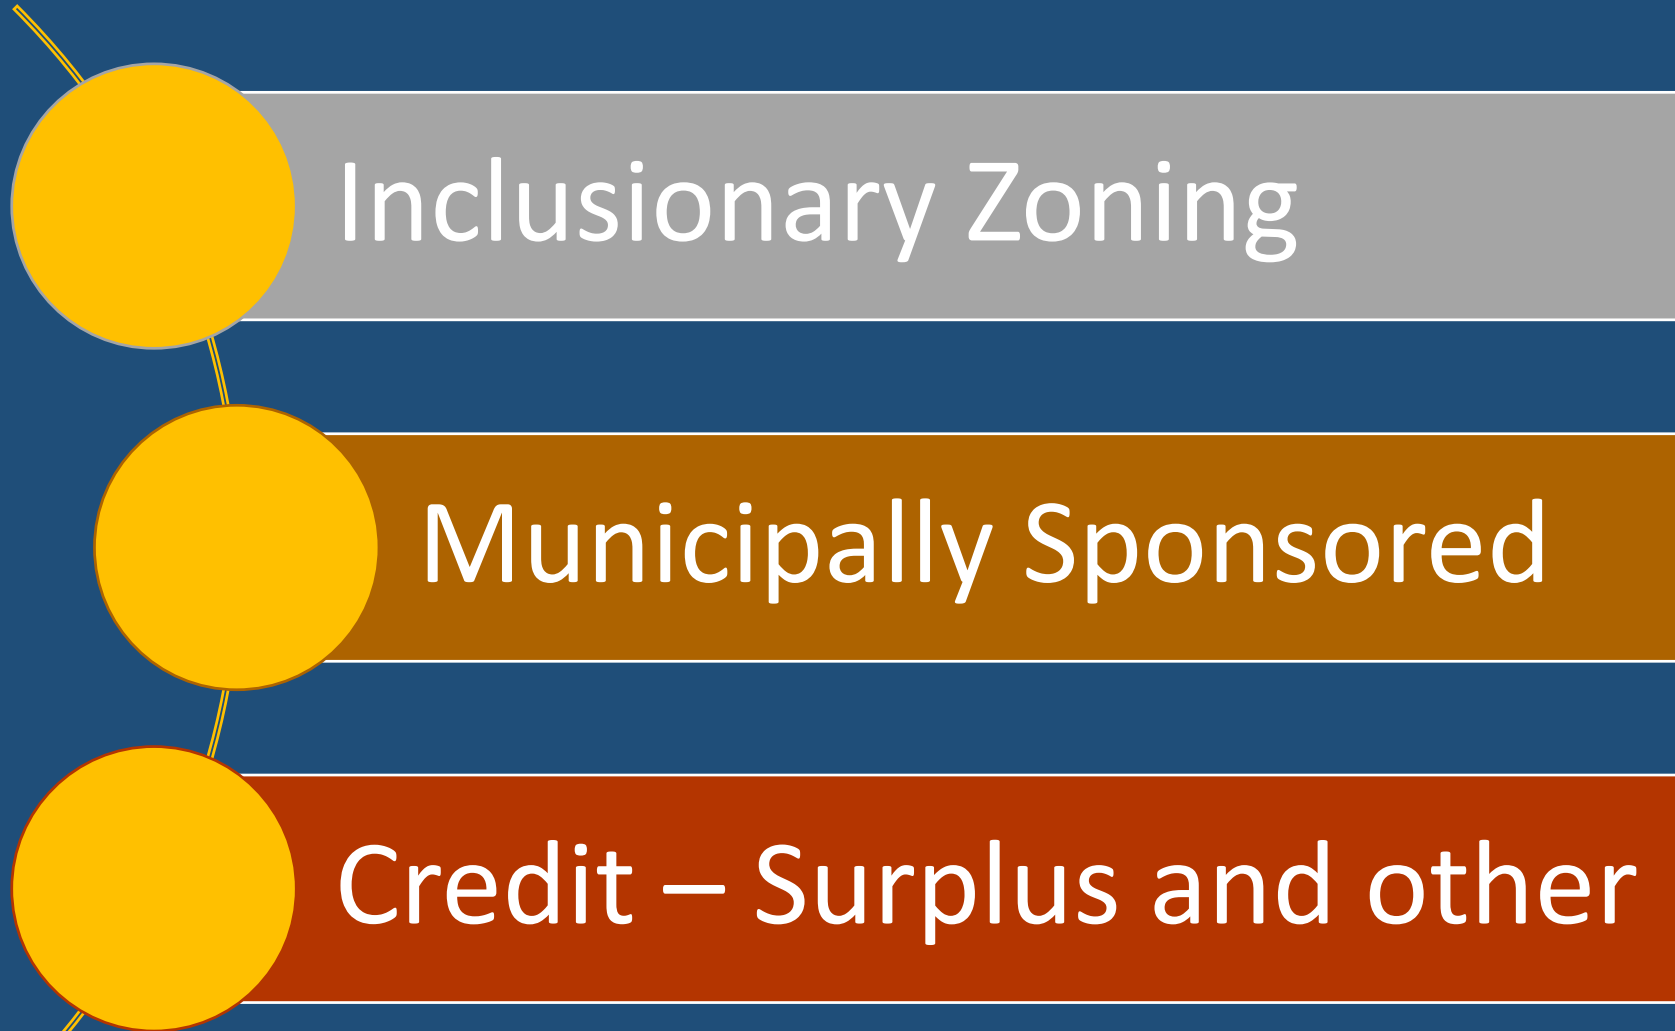 Inclusionary Zoning
Municipally Sponsored
Credit – Surplus and other